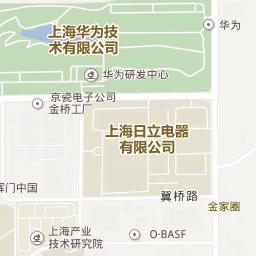 华为
上海华为技
术有限公司
华为研发中心
京瓷电子公司
金桥工厂
上海日立电器
有限公司
辉门中国
冀桥路
金家圈
上海产业
技术研究院
O·BASF